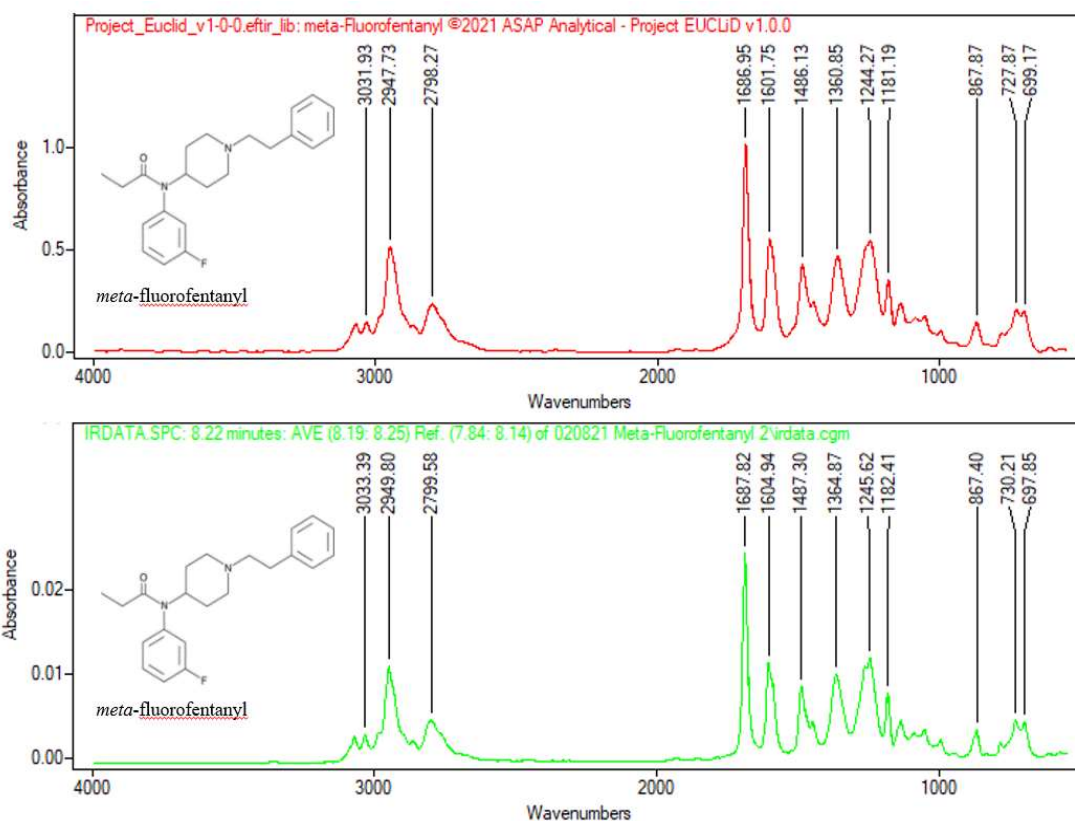 Project_Euclid_v1-0-0.eftir_lib: meta-Fluorofentanyl ©2021 ASAP Analytical - Project EUCLiD v1.0.0
3031.93
2947.73
2798.27
1686.95
1601.75
1486.13
1360.85
1244.27
1181.19
867.87
727.87
699.17
Absorbance
1.0
0.5
0.0
O
N
N
F
meta-fluorofentanyl
4000
3000
2000
1000
Wavenumbers
IRDATA.SPC: 8.22 minutes: AVE (8.19: 8.25) Ref. (7.84: 8.14) of 020821 Meta-Fluorofentanyl 2\irdata.cgm
3033.39
2949.80
2799.58
1687.82
1604.94
1487.30
1364.87
1245.62
1182.41
867.40
730.21
697.85
Absorbance
0.02
0.01
0.00
O
N
N
F
meta-fluorofentanyl
4000
3000
2000
1000
Wavenumbers